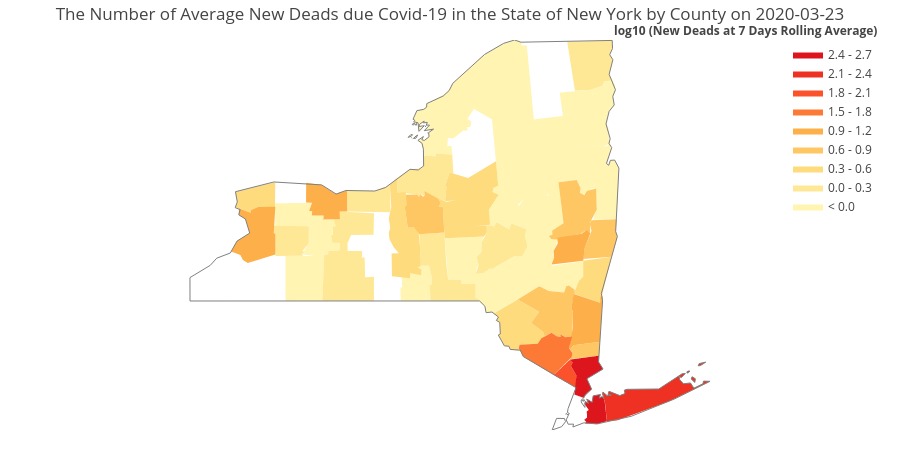 The Number of Average New Deads due Covid-19 in the State of New York by County on 2020-03-23
log10 (New Deads at 7 Days Rolling Average)
2.4 - 2.7
2.1 - 2.4
1.8 - 2.1
1.5 - 1.8
0.9 - 1.2
0.6 - 0.9
0.3 - 0.6
0.0 - 0.3
< 0.0